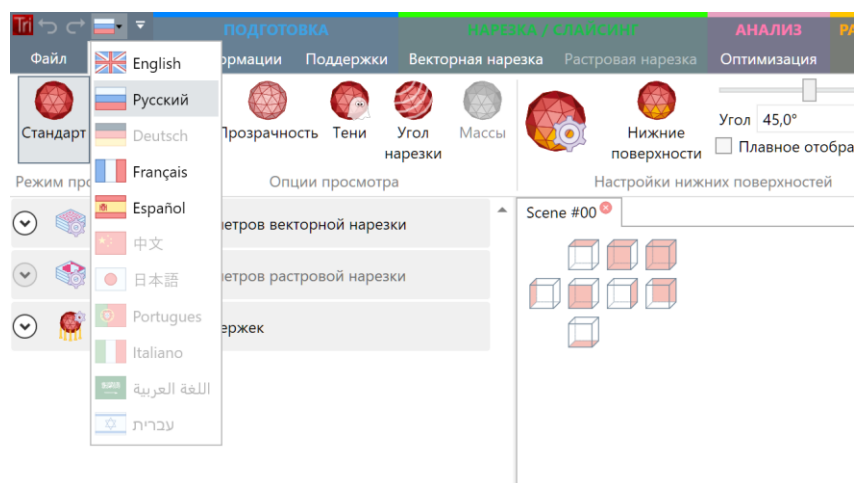 Tri
ПОДГОТОВКА
НАРЕЗКА / СЛАЙСИНГ
АНАЛИЗ
РА
Файл
ормации
Поддержки
Векторная нарезка
Растровая нарезка
Оптимизация
English
Русский
Deutsch
Français
Español
中文
日本語
Portugues
Italiano
اللغة العربية
עברית
Стандарт
Прозрачность
Тени
Угол нарезки
Массы
Нижние поверхности
Угол 45,0°
Плавное отобра
Режим про
Опции просмотра
Настройки нижних поверхностей
етров векторной нарезки
етров растровой нарезки
ержек
Scene #00